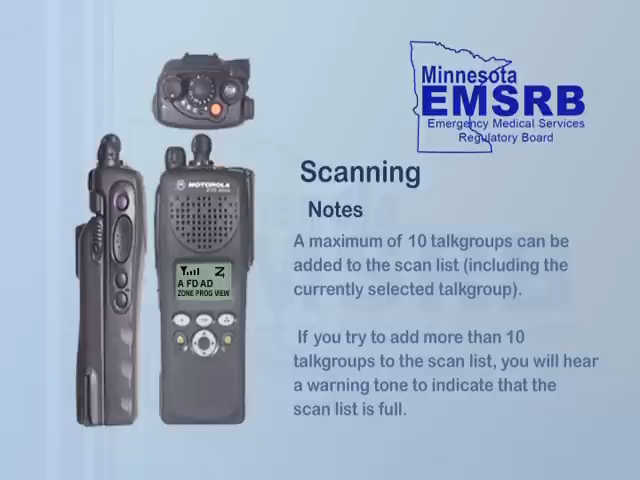 Minnesota
EMSRB
Emergency Medical Services
Regulatory Board
Scanning
Notes
A maximum of 10 talkgroups can be
added to the scan list (including the
currently selected talkgroup).
If you try to add more than 10
talkgroups to the scan list, you will hear
a warning tone to indicate that the
scan list is full.
MOTOROLA
A FD AD
ZONE PROG VIEW